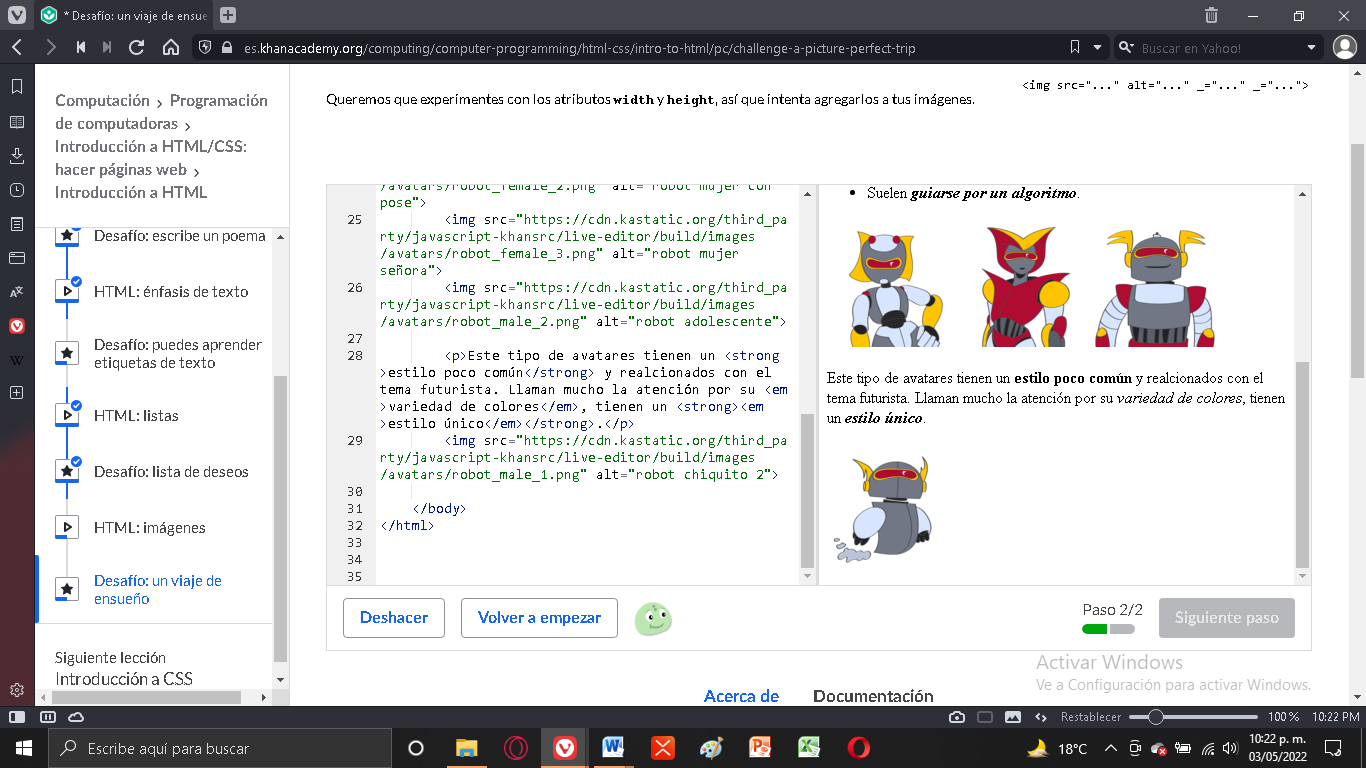 * Desafío: un viaje de ensue
es.khanacademy.org/computing/computer-programming/html-css/intro-to-html/pc/challenge-a-picture-perfect-trip
Buscar en Yahoo!
Computación › Programación
de computadoras ›
Introducción a HTML/CSS:
hacer páginas web ›
Introducción a HTML
Desafío: escribe un poema
HTML: énfasis de texto
Desafío: puedes aprender
etiquetas de texto
HTML: listas
Desafío: lista de deseos
HTML: imágenes
Desafío: un viaje de
ensueño
Siguiente lección
Introducción a CSS
<img src="..." alt="..." _="..." _="...">
Queremos que experimentes con los atributos width y height, así que intenta agregarlos a tus imágenes.
/avatars/robot_female_2.png" alt="robot mujer con
pose">
25 <img src="https://cdn.kastatic.org/third_pa
rty/javascript-khansrc/live-editor/build/images
/avatars/robot_female_3.png" alt="robot mujer
señora">
26 <img src="https://cdn.kastatic.org/third_pa
rty/javascript-khansrc/live-editor/build/images
/avatars/robot_male_2.png" alt="robot adolescente">
27
28 <p>Este tipo de avatares tienen un <strong
>estilo poco común</strong> y realcionados con el
tema futurista. Llaman mucho la atención por su <em
>variedad de colores</em>, tienen un <strong><em
>estilo único</em></strong>.</p>
29 <img src="https://cdn.kastatic.org/third_pa
rty/javascript-khansrc/live-editor/build/images
/avatars/robot_male_1.png" alt="robot chiquito 2">
30
31 </body>
32 </html>
33
34
35
• Suelen guiarse por un algoritmo.
Este tipo de avatares tienen un estilo poco común y realcionados con el
tema futurista. Llaman mucho la atención por su variedad de colores, tienen
un estilo único.
Deshacer
Volver a empezar
Paso 2/2
Siguiente paso
Activar Windows
Ve a Configuración para activar Windows.
Acerca de
Documentación
Restablecer
100 %
10:22 PM
Escribe aquí para buscar
18°C
10:22 p. m.
03/05/2022